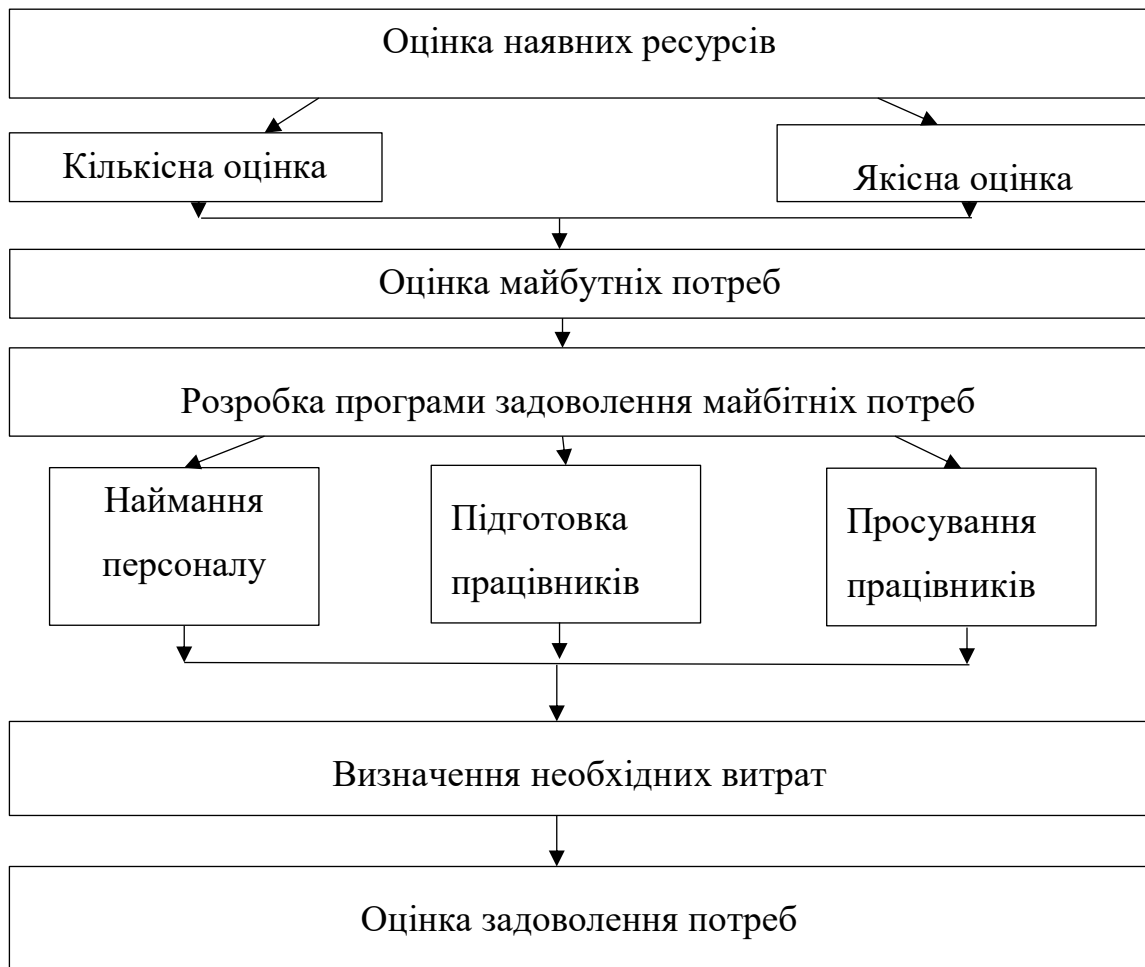 Оцінка наявних ресурсів
Кількісна оцінка
Якісна оцінка
Оцінка майбутніх потреб
Розробка програми задоволення майбітніх потреб
Наймання
персоналу
Підготовка
працівників
Просування
працівників
Визначення необхідних витрат
Оцінка задоволення потреб